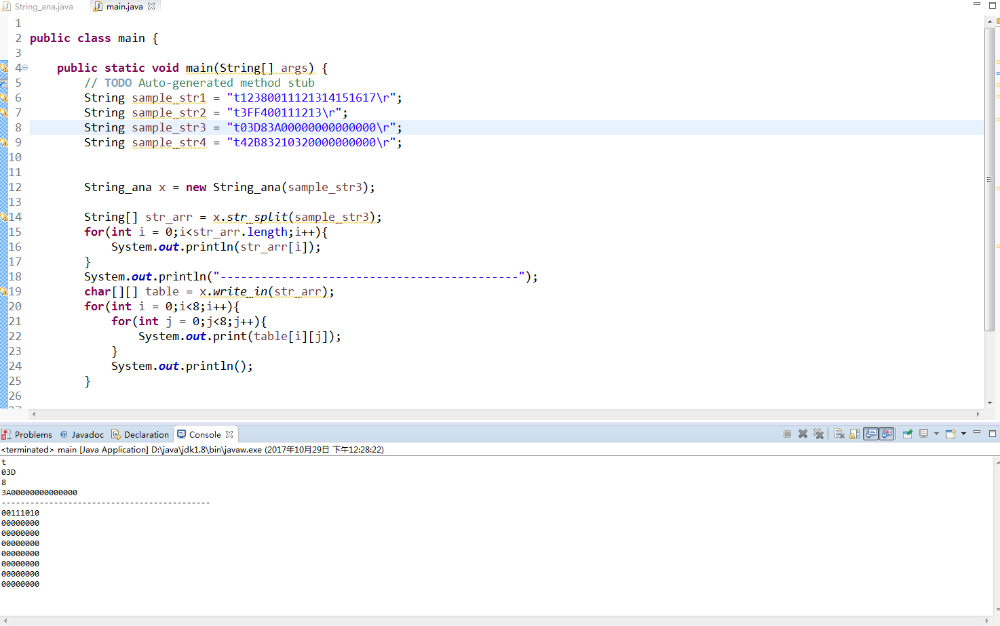 String_ana.java main.java
1
2 public class main {
3
4 public static void main(String[] args) {
5 // TODO Auto-generated method stub
6 String sample_str1 = "t12380011121314151617\r";
7 String sample_str2 = "t3FF400111213\r";
8 String sample_str3 = "t03D83A00000000000000\r";
9 String sample_str4 = "t42B83210320000000000\r";
10
11
12 String_ana x = new String_ana(sample_str3);
13
14 String[] str_arr = x.str_split(sample_str3);
15 for(int i = 0;i<str_arr.length;i++){
16 System.out.println(str_arr[i]);
17 }
18 System.out.println("--------------------------------------------");
19 char[][] table = x.write_in(str_arr);
20 for(int i = 0;i<8;i++){
21 for(int j = 0;j<8;j++){
22 System.out.print(table[i][j]);
23 }
24 System.out.println();
25 }
26
Problems @ Javadoc Declaration Console
<terminated> main [Java Application] D:\java\jdk1.8\bin\javaw.exe (2017年10月29日 下午12:28:22)
t
03D
8
3A00000000000000
--------------------------------------------
00111010
00000000
00000000
00000000
00000000
00000000
00000000
00000000